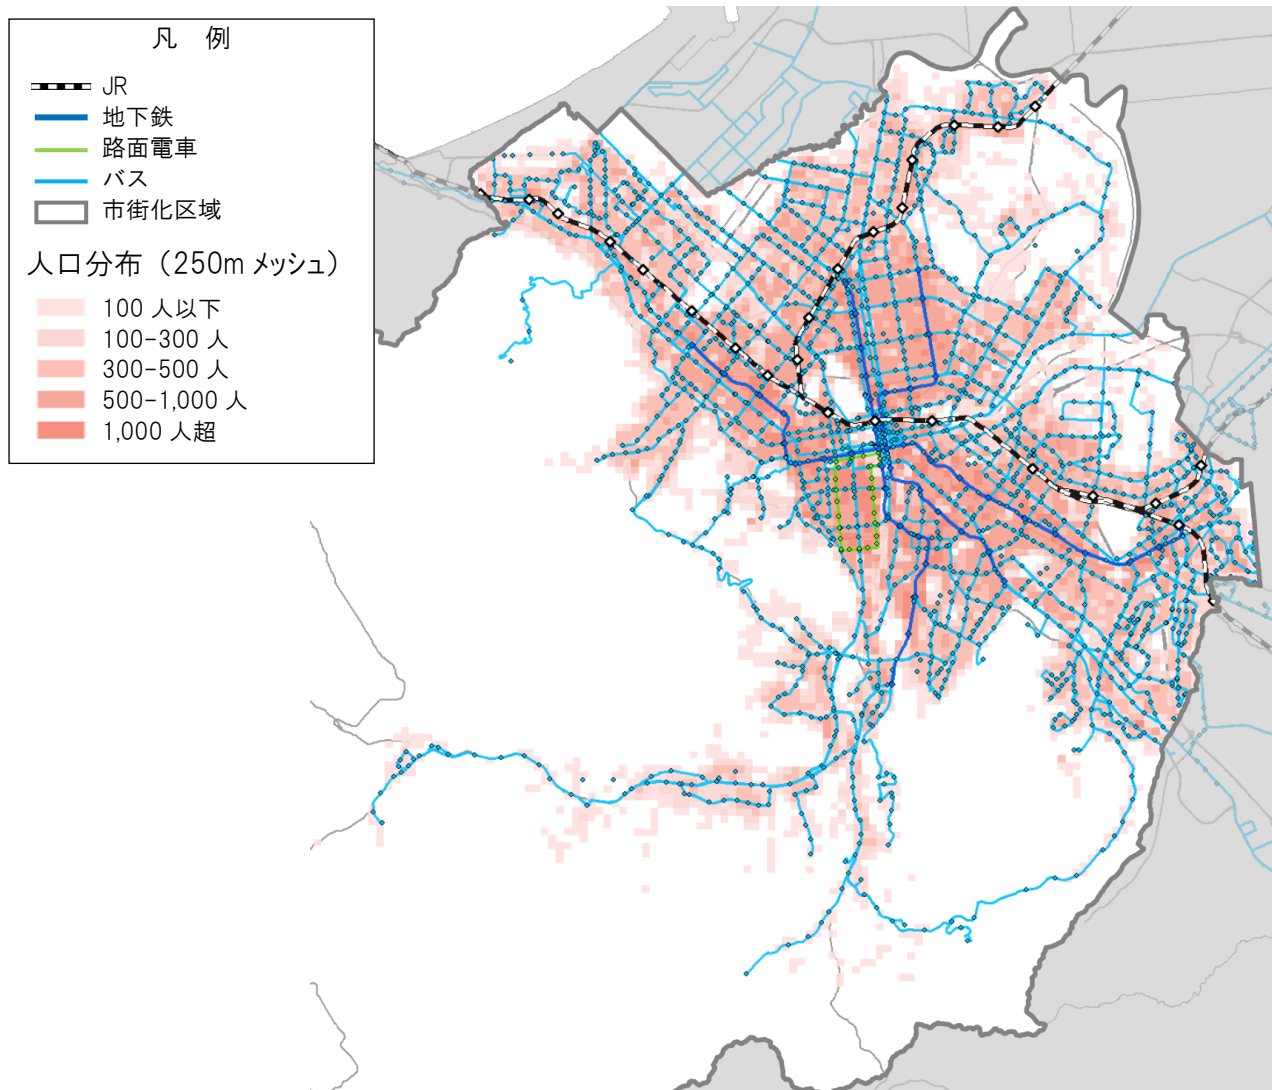 凡 例
JR
地下鉄
路面電車
バス
市街化区域
人口分布（250m メッシュ）
100 人以下
100-300 人
300-500 人
500-1,000 人
1,000 人超